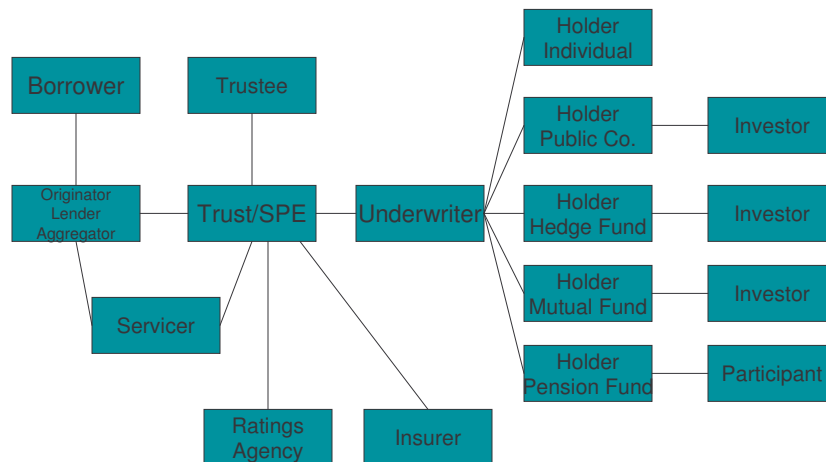 Borrower
Trustee
Holder
Individual
Holder
Public Co.
Investor
Originator
Lender
Aggregator
Trust/SPE
Underwriter
Holder
Hedge Fund
Investor
Servicer
Holder
Mutual Fund
Investor
Holder
Pension Fund
Participant
Ratings
Agency
Insurer